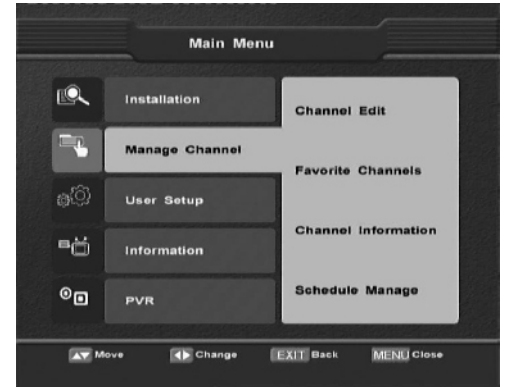 Main Menu
Installation
Manage Channel
User Setup
Information
PVR
Channel Edit
Favorite Channels
Channel Information
Schedule Manage
Move Change EXIT Back MENU Close